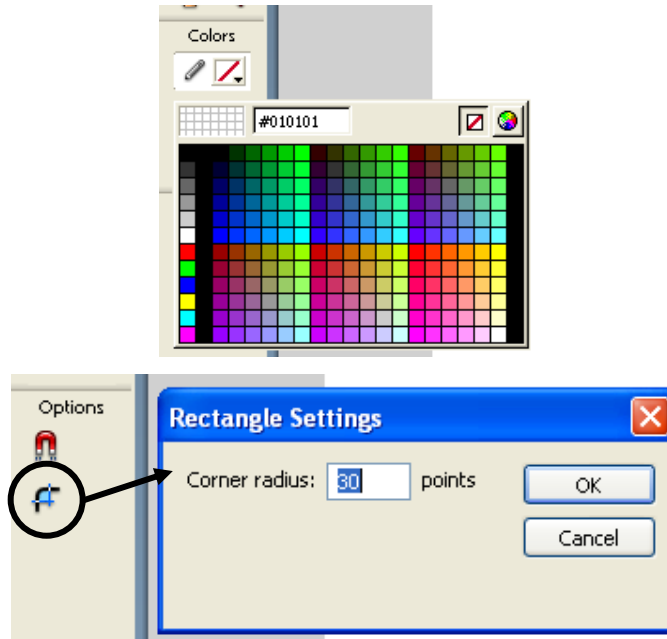 Colors
#010101
Options
Rectangle Settings
Corner radius: 30 points
OK
Cancel